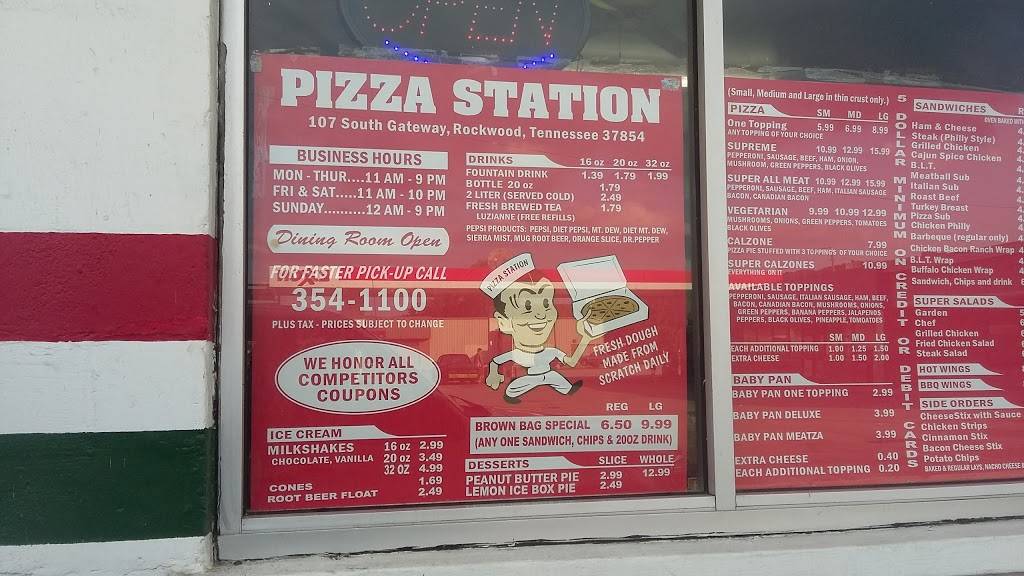 OPEN
PIZZA STATION
107 South Gateway, Rockwood, Tennessee 37854
BUSINESS HOURS
MON - THUR....11 AM - 9 PM
FRI & SAT.....11 AM - 10 PM
SUNDAY..........12 AM - 9 PM
Dining Room Open
FOR FASTER PICK-UP CALL
354-1100
PLUS TAX - PRICES SUBJECT TO CHANGE
WE HONOR ALL
COMPETITORS
COUPONS
ICE CREAM
MILKSHAKES 16 oz 2.99
CHOCOLATE, VANILLA 20 oz 3.49
32 OZ 4.99
CONES 1.69
ROOT BEER FLOAT 2.49
DRINKS 16 oz 20 oz 32 oz
FOUNTAIN DRINK 1.39 1.79 1.99
BOTTLE 20 oz 1.79
2 LITER (SERVED COLD) 2.49
FRESH BREWED TEA 1.79
LUZIANNE (FREE REFILLS)
PEPSI PRODUCTS: PEPSI, DIET PEPSI, MT. DEW, DIET MT. DEW,
SIERRA MIST, MUG ROOT BEER, ORANGE SLICE, DR.PEPPER
PIZZA STATION
FRESH DOUGH
MADE FROM
SCRATCH DAILY
REG LG
BROWN BAG SPECIAL 6.50 9.99
(ANY ONE SANDWICH, CHIPS & 20OZ DRINK)
DESSERTS SLICE WHOLE
PEANUT BUTTER PIE 2.99 12.99
LEMON ICE BOX PIE 2.49
(Small, Medium and Large in thin crust only.)
PIZZA SM MD LG
One Topping 5.99 6.99 8.99
ANY TOPPING OF YOUR CHOICE
SUPREME 10.99 12.99 15.99
PEPPERONI, SAUSAGE, BEEF, HAM, ONION,
MUSHROOM, GREEN PEPPERS, BLACK OLIVES
SUPER ALL MEAT 10.99 12.99 15.99
PEPPERONI, SAUSAGE, BEEF, HAM, ITALIAN SAUSAGE
BACON, CANADIAN BACON
VEGETARIAN 9.99 10.99 12.99
MUSHROOMS, ONIONS, GREEN PEPPERS, TOMATOES
BLACK OLIVES
CALZONE 7.99
PIZZA PIE STUFFED WITH 3 TOPPING'S OF YOUR CHOICE
SUPER CALZONES 10.99
EVERYTHING ON IT
AVAILABLE TOPPINGS
PEPPERONI, SAUSAGE, ITALIAN SAUSAGE, HAM, BEEF,
BACON, CANADIAN BACON, MUSHROOMS, ONIONS,
GREEN PEPPERS, BANANA PEPPERS, JALAPENOS
PEPPERS, BLACK OLIVES, PINEAPPLE, TOMATOES
SM MD LG
EACH ADDITIONAL TOPPING 1.00 1.25 1.50
EXTRA CHEESE 1.00 1.50 2.00
BABY PAN
BABY PAN ONE TOPPING 2.99
BABY PAN DELUXE 3.99
BABY PAN MEATZA 3.99
EXTRA CHEESE 0.40
EACH ADDITIONAL TOPPING 0.20
5 DOLLAR MINIMUM ON CREDIT OR DEBIT CARDS
SANDWICHES
OVEN BAKED
Ham & Cheese
Steak (Philly Style)
Grilled Chicken
Cajun Spice Chicken
B.L.T.
Meatball Sub
Italian Sub
Roast Beef
Turkey Breast
Pizza Sub
Chicken Philly
Barbeque (regular only)
Chicken Bacon Ranch Wrap
B.L.T. Wrap
Buffalo Chicken Wrap
Sandwich, Chips and drink
SUPER SALADS
Garden
Chef
Grilled Chicken
Fried Chicken Salad
Steak Salad
HOT WINGS
BBQ WINGS
SIDE ORDERS
CheeseStix with Sauce
Chicken Strips
Cinnamon Stix
Bacon Cheese Stix
Potato Chips
BAKED & REGULAR LAYS, NACHO CHEESE